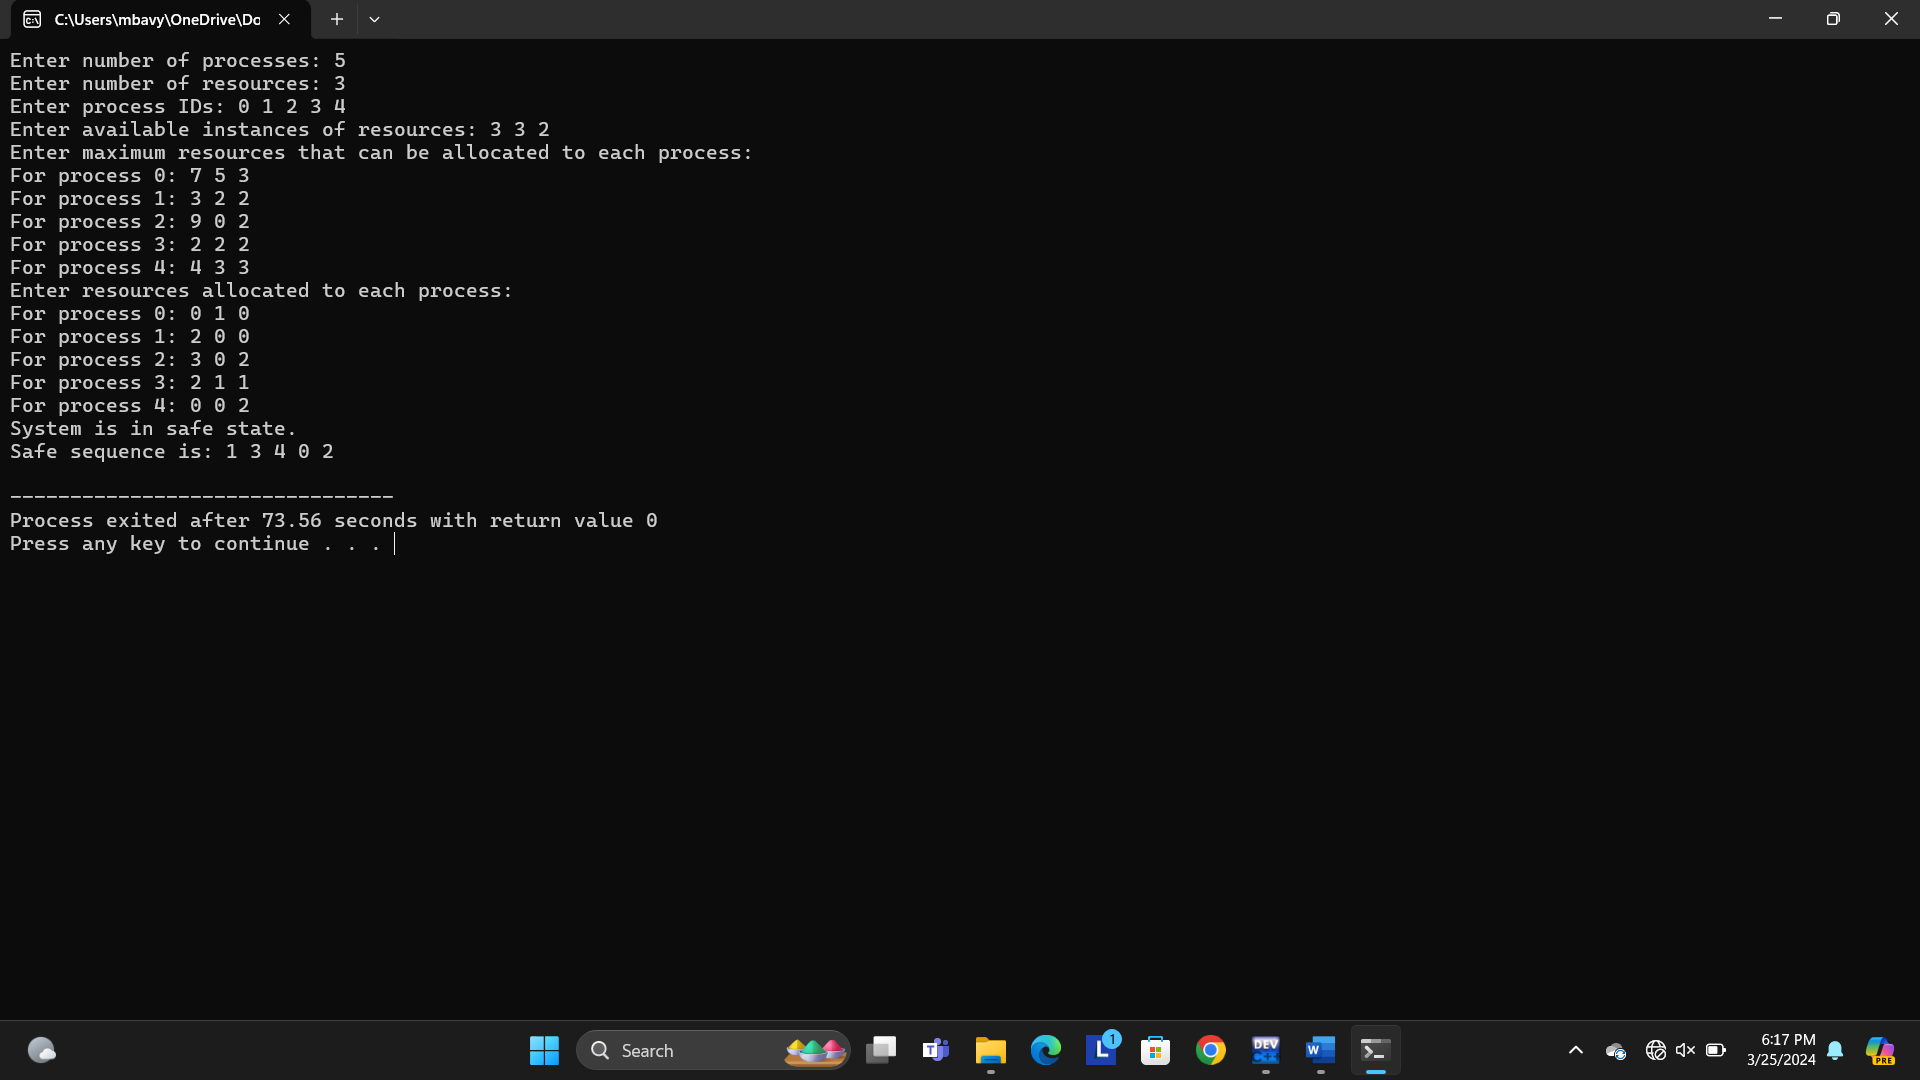 C:\Users\mbavy\OneDrive\Do
Enter number of processes: 5
Enter number of resources: 3
Enter process IDs: 0 1 2 3 4
Enter available instances of resources: 3 3 2
Enter maximum resources that can be allocated to each process:
For process 0: 7 5 3
For process 1: 3 2 2
For process 2: 9 0 2
For process 3: 2 2 2
For process 4: 4 3 3
Enter resources allocated to each process:
For process 0: 0 1 0
For process 1: 2 0 0
For process 2: 3 0 2
For process 3: 2 1 1
For process 4: 0 0 2
System is in safe state.
Safe sequence is: 1 3 4 0 2
--------------------------------
Process exited after 73.56 seconds with return value 0
Press any key to continue . . .
Search
T
L
1
DEV
C++
W
6:17 PM
3/25/2024
PRE